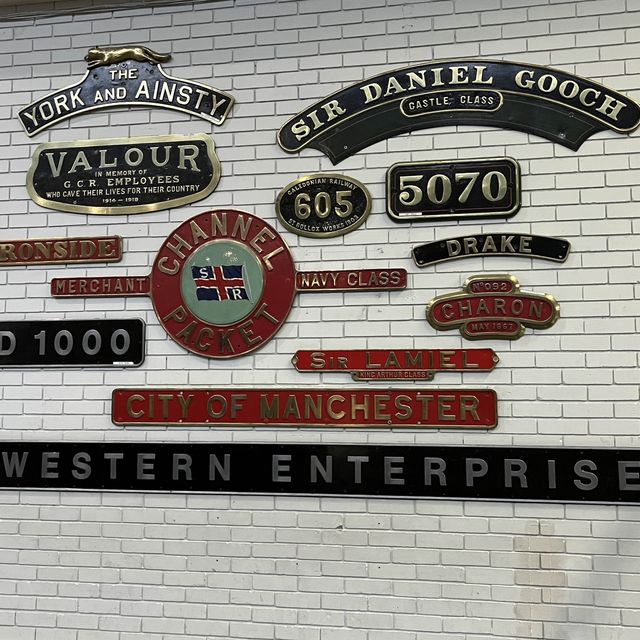 THE
YORK AND AINSTY
SIR DANIEL GOOCH
CASTLE CLASS
VALOUR
IN MEMORY OF
G.C.R. EMPLOYEES
WHO GAVE THEIR LIVES FOR THEIR COUNTRY
1914 – 1918
CALEDONIAN RAILWAY
605
ST. ROLLOX WORKS 1903
5070
RONSIDE
DRAKE
CHANNEL
MERCHANT
NAVY CLASS
S R
PACKET
Nº 092
CHARON
MAY 1867
D 1000
SIR LAMIEL
KING ARTHUR CLASS
CITY OF MANCHESTER
WESTERN ENTERPRISE